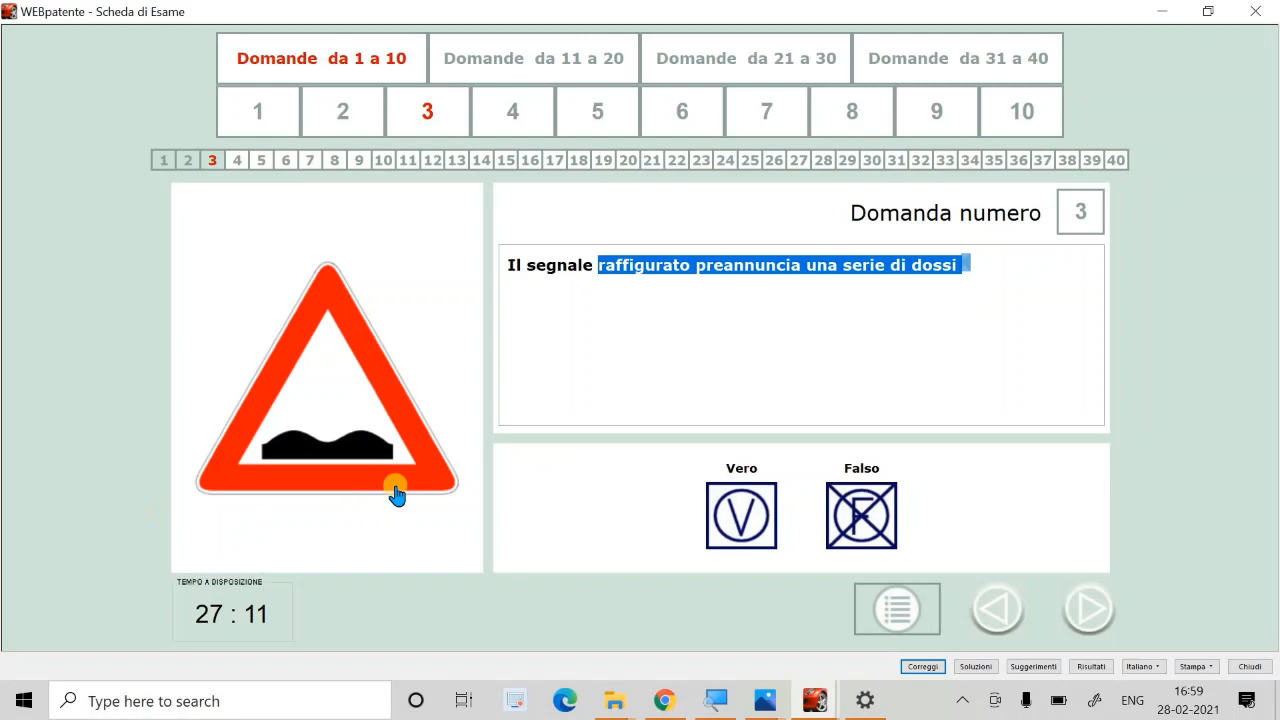 WEBpatente - Scheda di Esame
Domande da 1 a 10
Domande da 11 a 20
Domande da 21 a 30
Domande da 31 a 40
1 2 3 4 5 6 7 8 9 10
1 2 3 4 5 6 7 8 9 10 11 12 13 14 15 16 17 18 19 20 21 22 23 24 25 26 27 28 29 30 31 32 33 34 35 36 37 38 39 40
Domanda numero 3
Il segnale raffigurato preannuncia una serie di dossi
Vero Falso
V F
TEMPO A DISPOSIZIONE
27 : 11
Correggi Soluzioni Suggerimenti Risultati Italiano Stampa Chiudi
Type here to search
ENG
16:59
28-02-2021